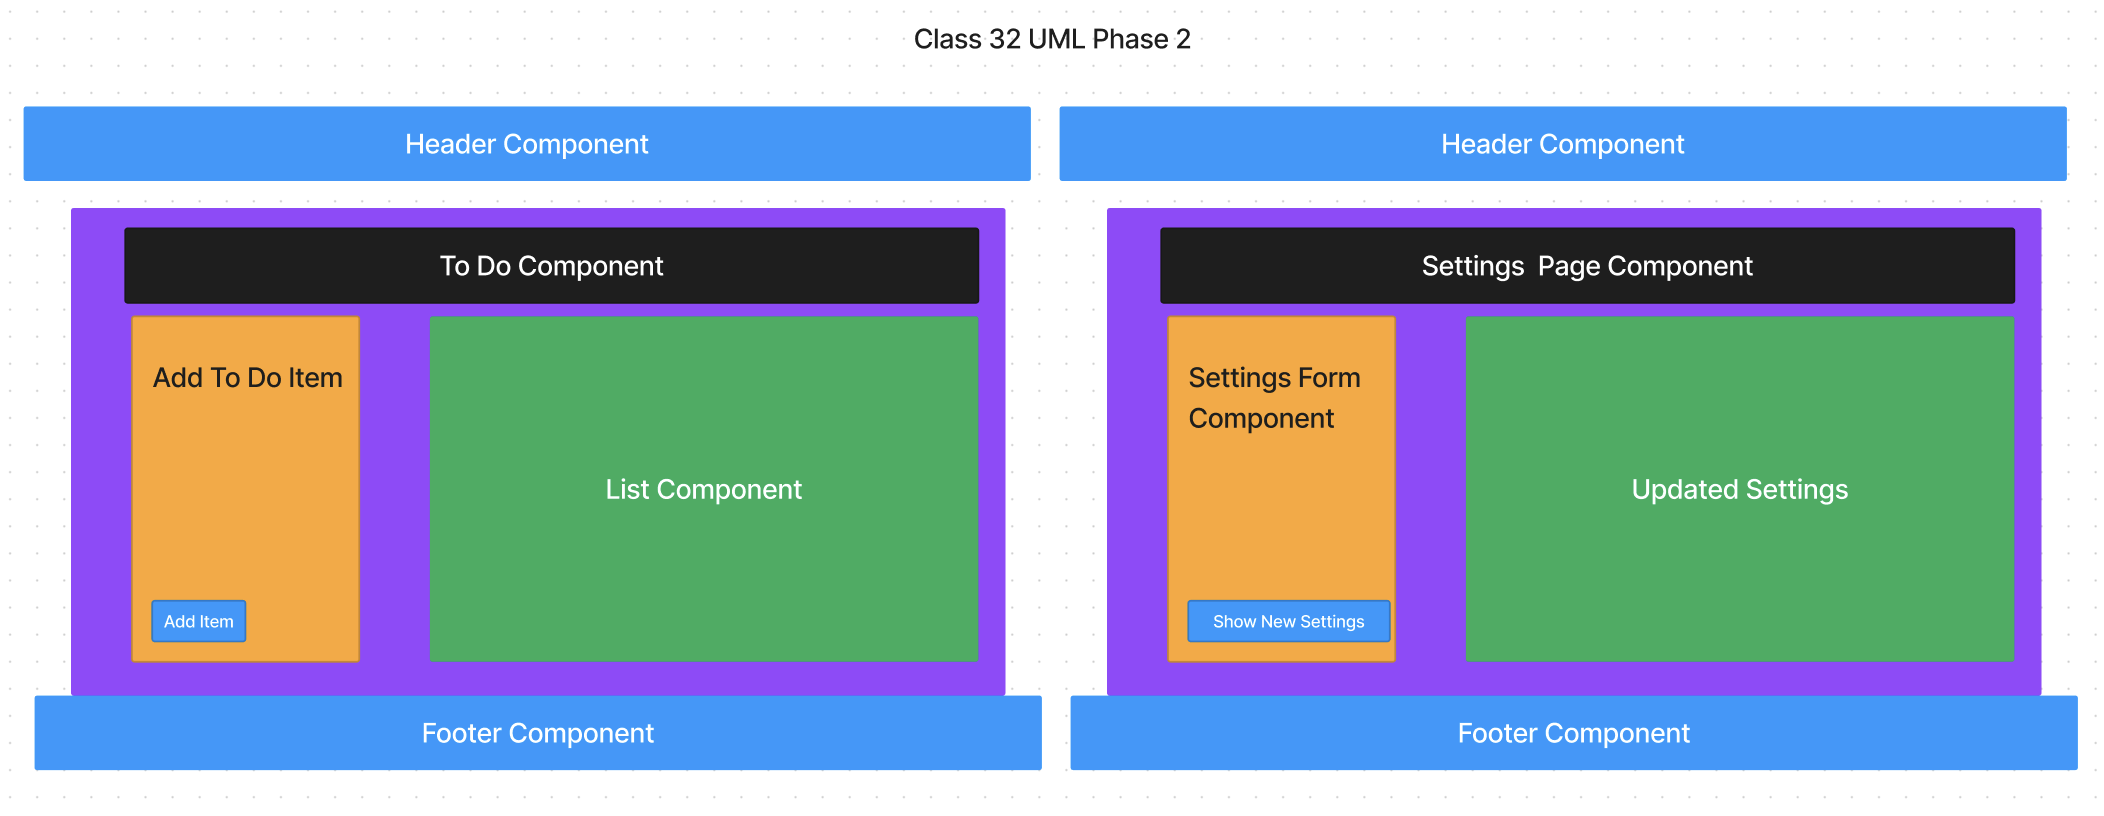 Class 32 UML Phase 2
Header Component
To Do Component
Add To Do Item
List Component
Add Item
Footer Component
Header Component
Settings  Page Component
Settings Form
Component
Updated Settings
Show New Settings
Footer Component